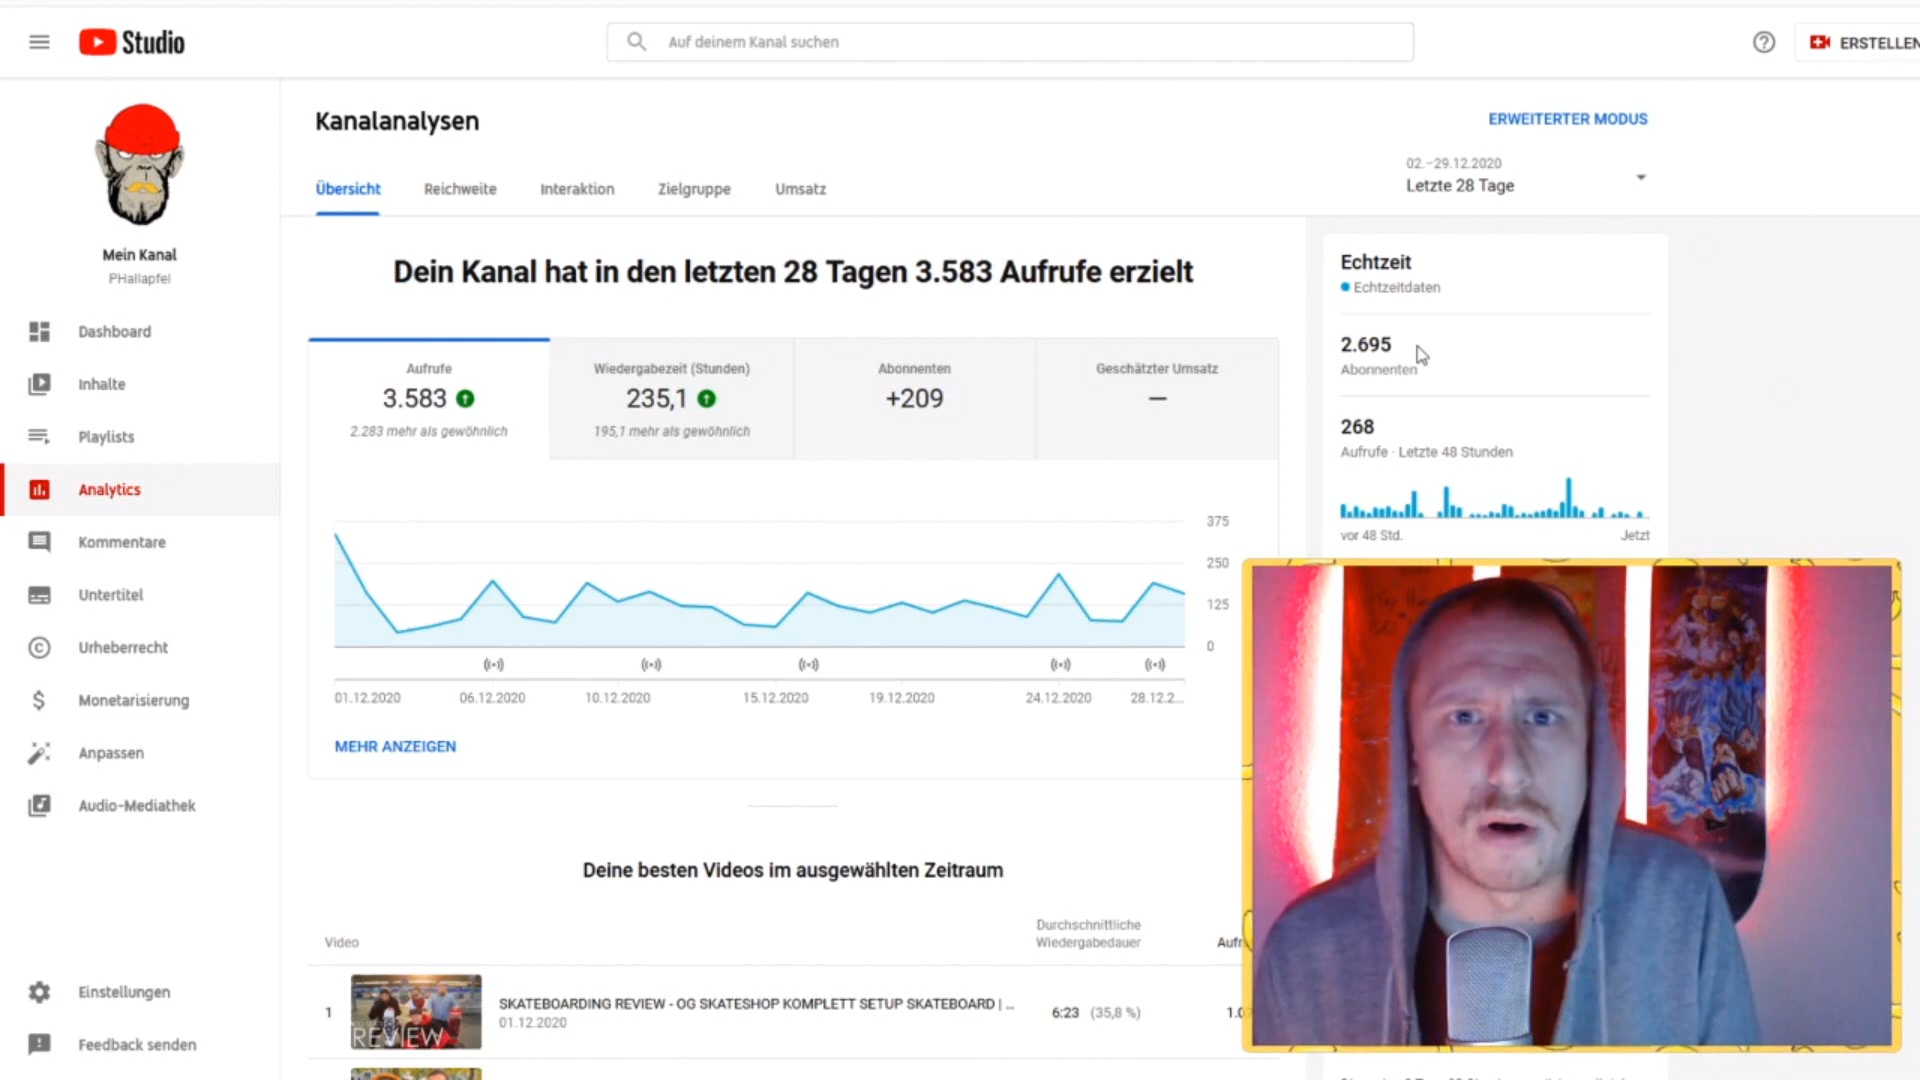 Studio
Auf deinem Kanal suchen
ERSTELLEN
Kanalanalysen
ERWEITERTER MODUS
02.–29.12.2020
Letzte 28 Tage
Übersicht
Reichweite
Interaktion
Zielgruppe
Umsatz
Mein Kanal
PHallapfel
Dashboard
Inhalte
Playlists
Analytics
Kommentare
Untertitel
Urheberrecht
Monetarisierung
Anpassen
Audio-Mediathek
Einstellungen
Feedback senden
Dein Kanal hat in den letzten 28 Tagen 3.583 Aufrufe erzielt
Aufrufe
3.583
2.283 mehr als gewöhnlich
Wiedergabezeit (Stunden)
235,1
195,1 mehr als gewöhnlich
Abonnenten
+209
Geschätzter Umsatz
—
375
250
125
0
01.12.2020
06.12.2020
10.12.2020
15.12.2020
19.12.2020
24.12.2020
28.12.2...
MEHR ANZEIGEN
Echtzeit
Echtzeitdaten
2.695
Abonnenten
268
Aufrufe · Letzte 48 Stunden
vor 48 Std.
Jetzt
Deine besten Videos im ausgewählten Zeitraum
Video
Durchschnittliche
Wiedergabedauer
Aufr
1
REVIEW
SKATEBOARDING REVIEW - OG SKATESHOP KOMPLETT SETUP SKATEBOARD | ...
01.12.2020
6:23 (35,8 %)
1.0